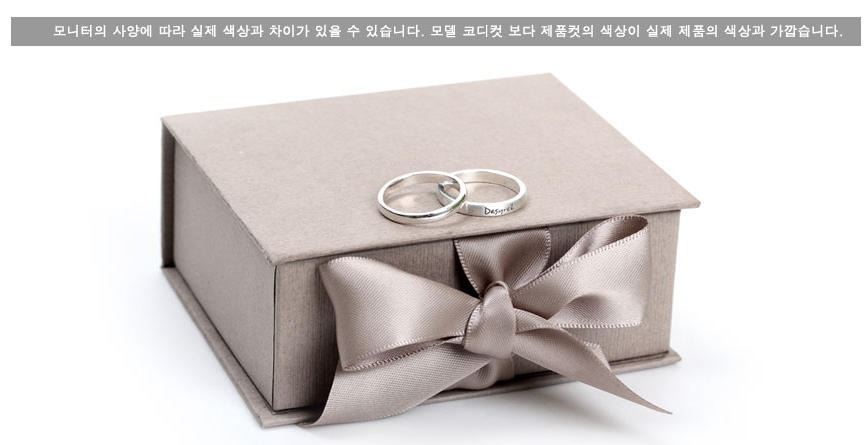 모니터의 사양에 따라 실제 색상과 차이가 있을 수 있습니다. 모델 코디컷 보다 제품컷의 색상이 실제 제품의 색상과 가깝습니다.